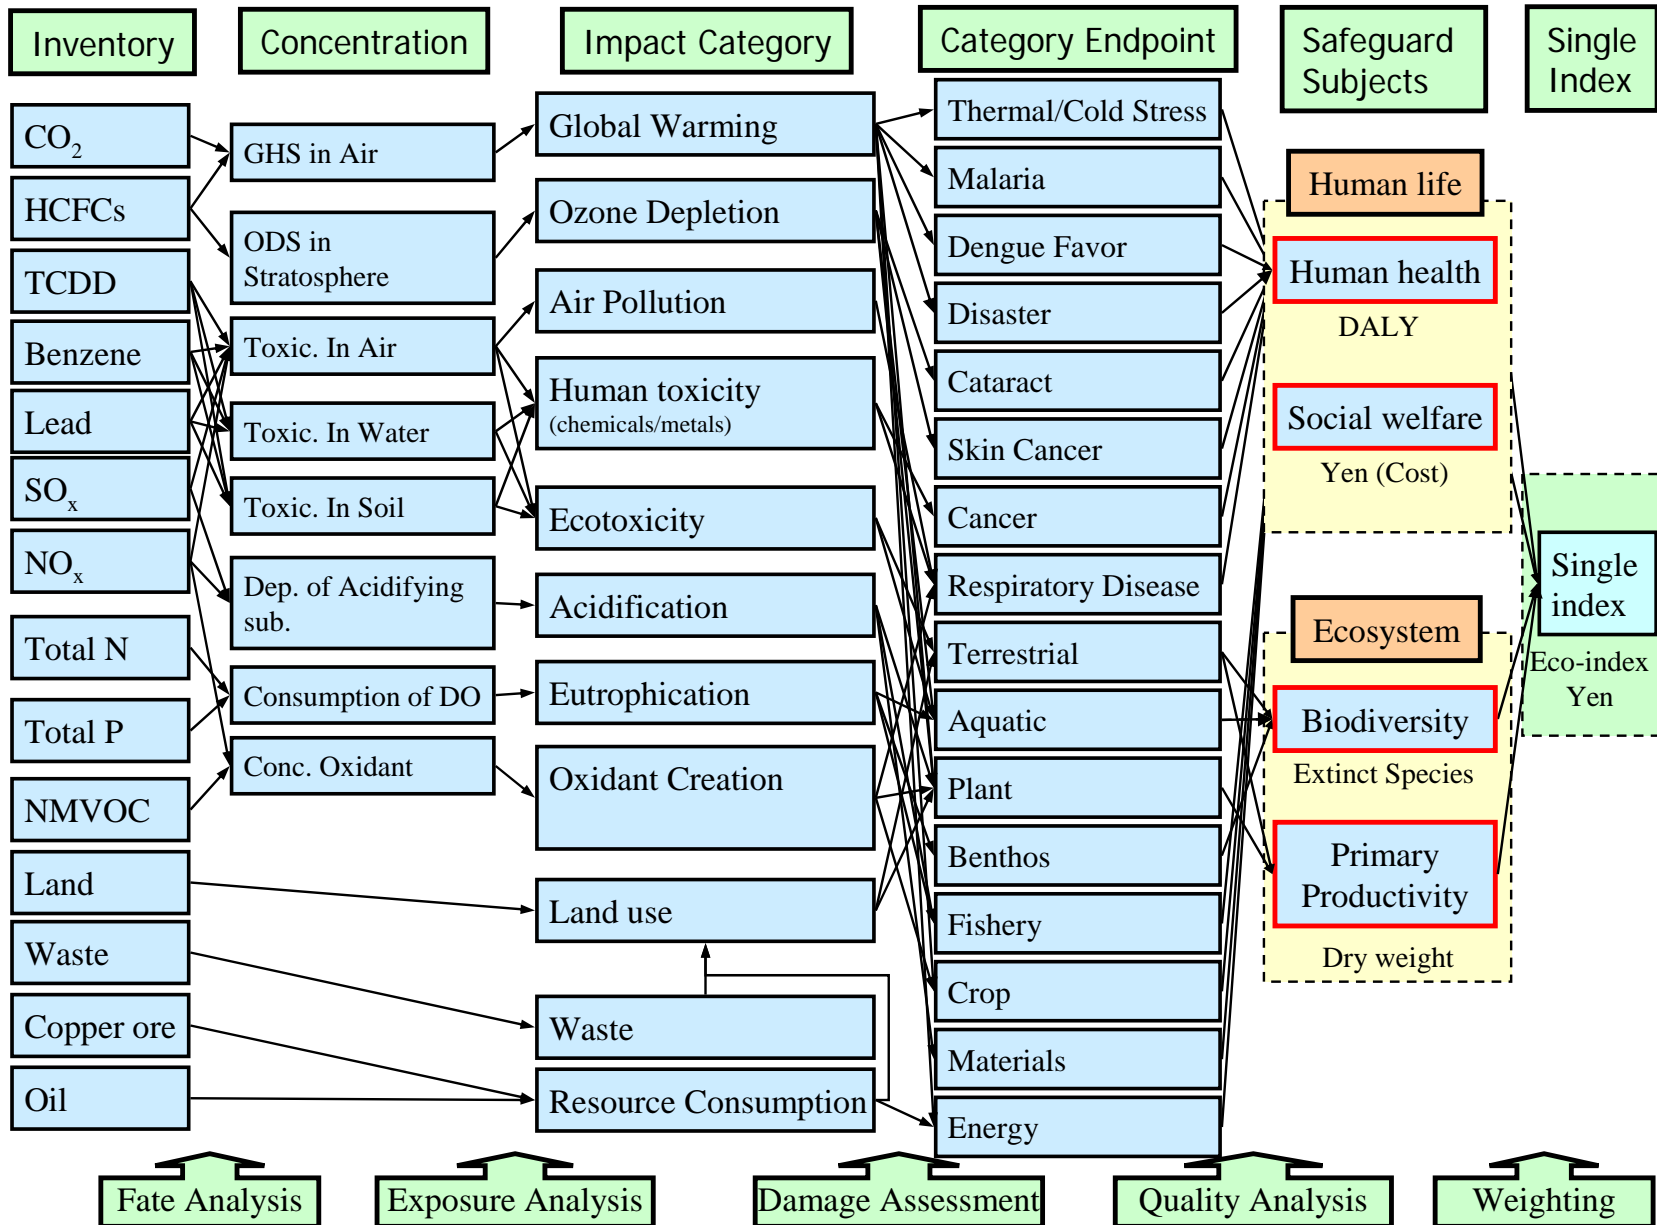 Inventory
Concentration
Impact Category
Category Endpoint
Safeguard
Subjects
Single
Index
CO2
HCFCs
TCDD
Benzene
Lead
SOx
NOx
Total N
Total P
NMVOC
Land
Waste
Copper ore
Oil
GHS in Air
ODS in
Stratosphere
Toxic. In Air
Toxic. In Water
Toxic. In Soil
Dep. of Acidifying
sub.
Consumption of DO
Conc. Oxidant
Global Warming
Ozone Depletion
Air Pollution
Human toxicity
(chemicals/metals)
Ecotoxicity
Acidification
Eutrophication
Oxidant Creation
Land use
Waste
Resource Consumption
Thermal/Cold Stress
Malaria
Dengue Favor
Disaster
Cataract
Skin Cancer
Cancer
Respiratory Disease
Terrestrial
Aquatic
Plant
Benthos
Fishery
Crop
Materials
Energy
Human life
Human health
DALY
Social welfare
Yen (Cost)
Ecosystem
Biodiversity
Extinct Species
Primary
Productivity
Dry weight
Single
index
Eco-index
Yen
Fate Analysis
Exposure Analysis
Damage Assessment
Quality Analysis
Weighting